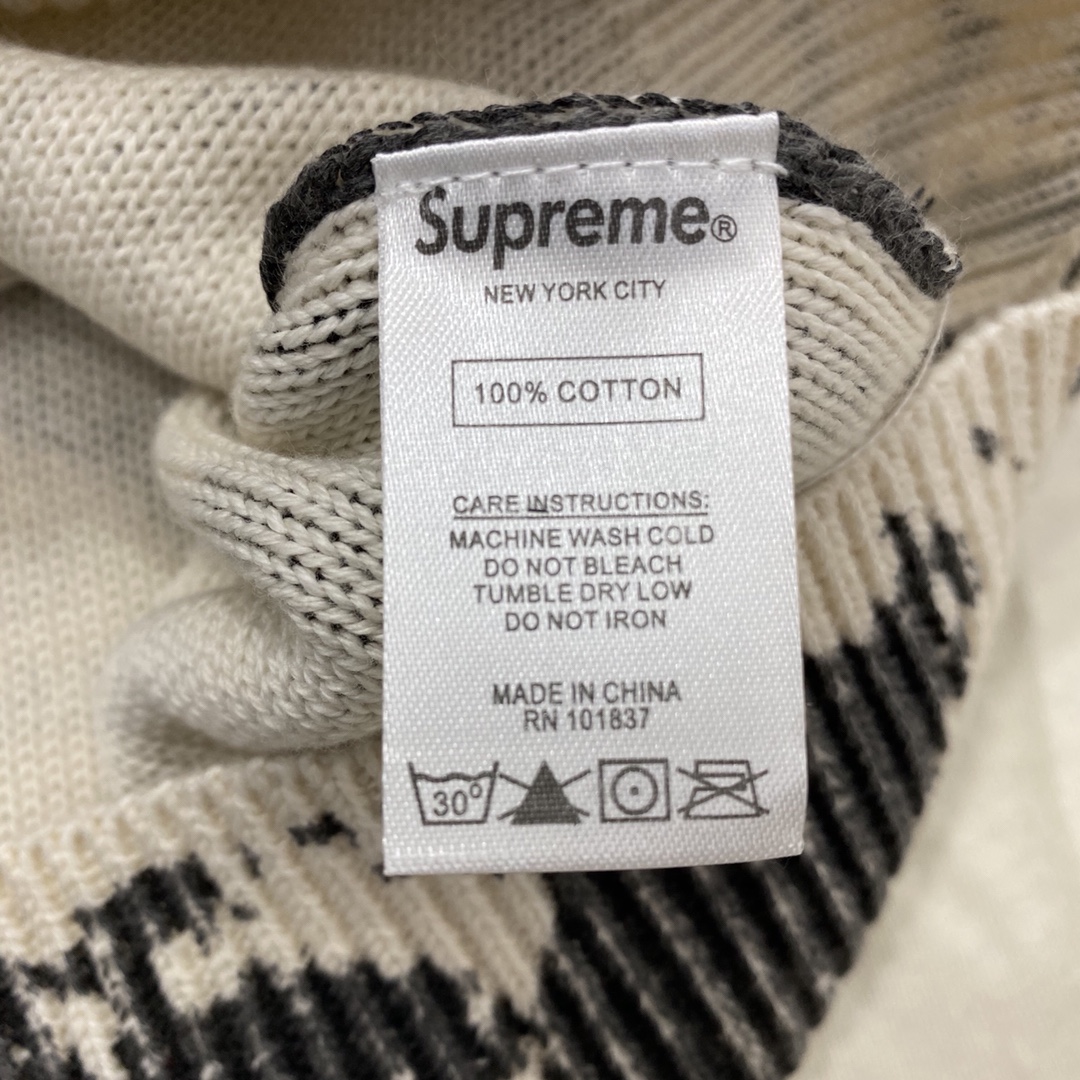 Supreme®
NEW YORK CITY
100% COTTON
CARE INSTRUCTIONS:
MACHINE WASH COLD
DO NOT BLEACH
TUMBLE DRY LOW
DO NOT IRON
MADE IN CHINA
RN 101837
30°